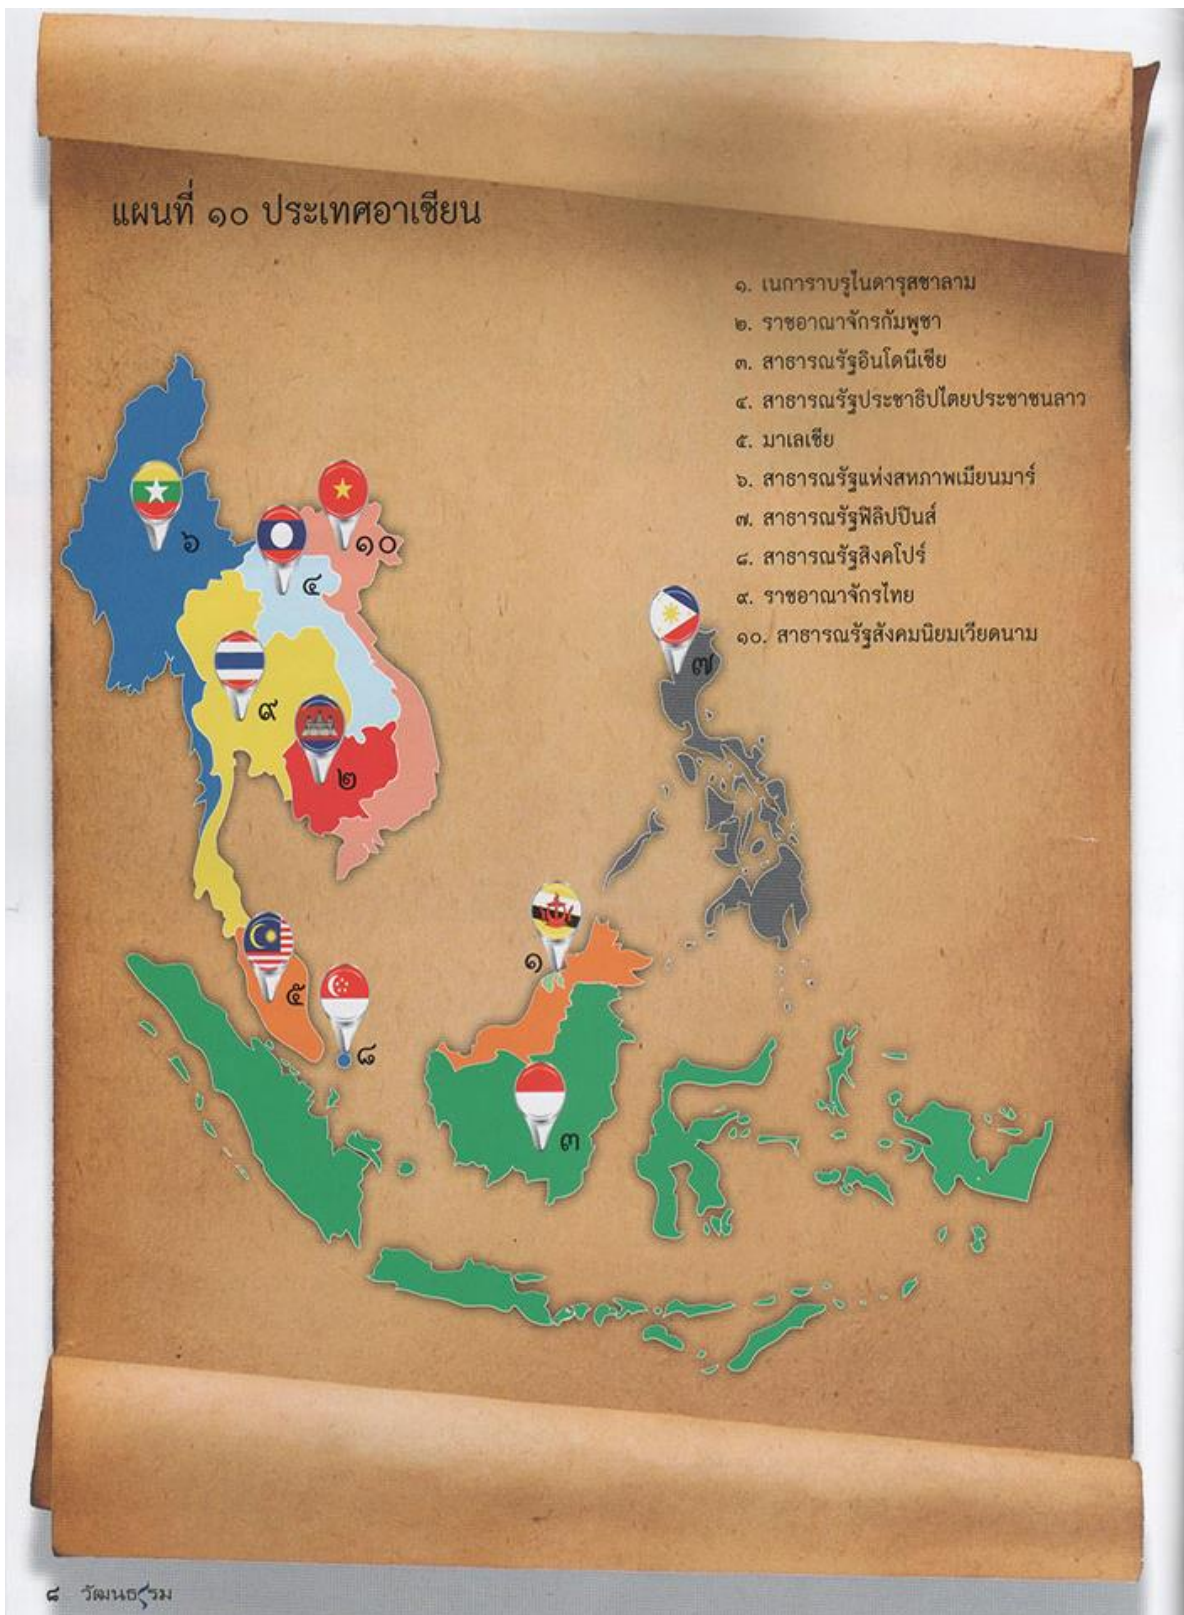 แผนที่ ๑๐ ประเทศอาเซียน
๑. เนการาบรูไนดารุสซาลาม
๒. ราชอาณาจักรกัมพูชา
๓. สาธารณรัฐอินโดนีเซีย
๔. สาธารณรัฐประชาธิปไตยประชาชนลาว
๕. มาเลเซีย
๖. สาธารณรัฐแห่งสหภาพเมียนมาร์
๗. สาธารณรัฐฟิลิปปินส์
๘. สาธารณรัฐสิงคโปร์
๙. ราชอาณาจักรไทย
๑๐. สาธารณรัฐสังคมนิยมเวียดนาม
๖
๑๐
๔
๗
๙
๒
๑
๕
๘
๓
๘ วัฒนธรรม